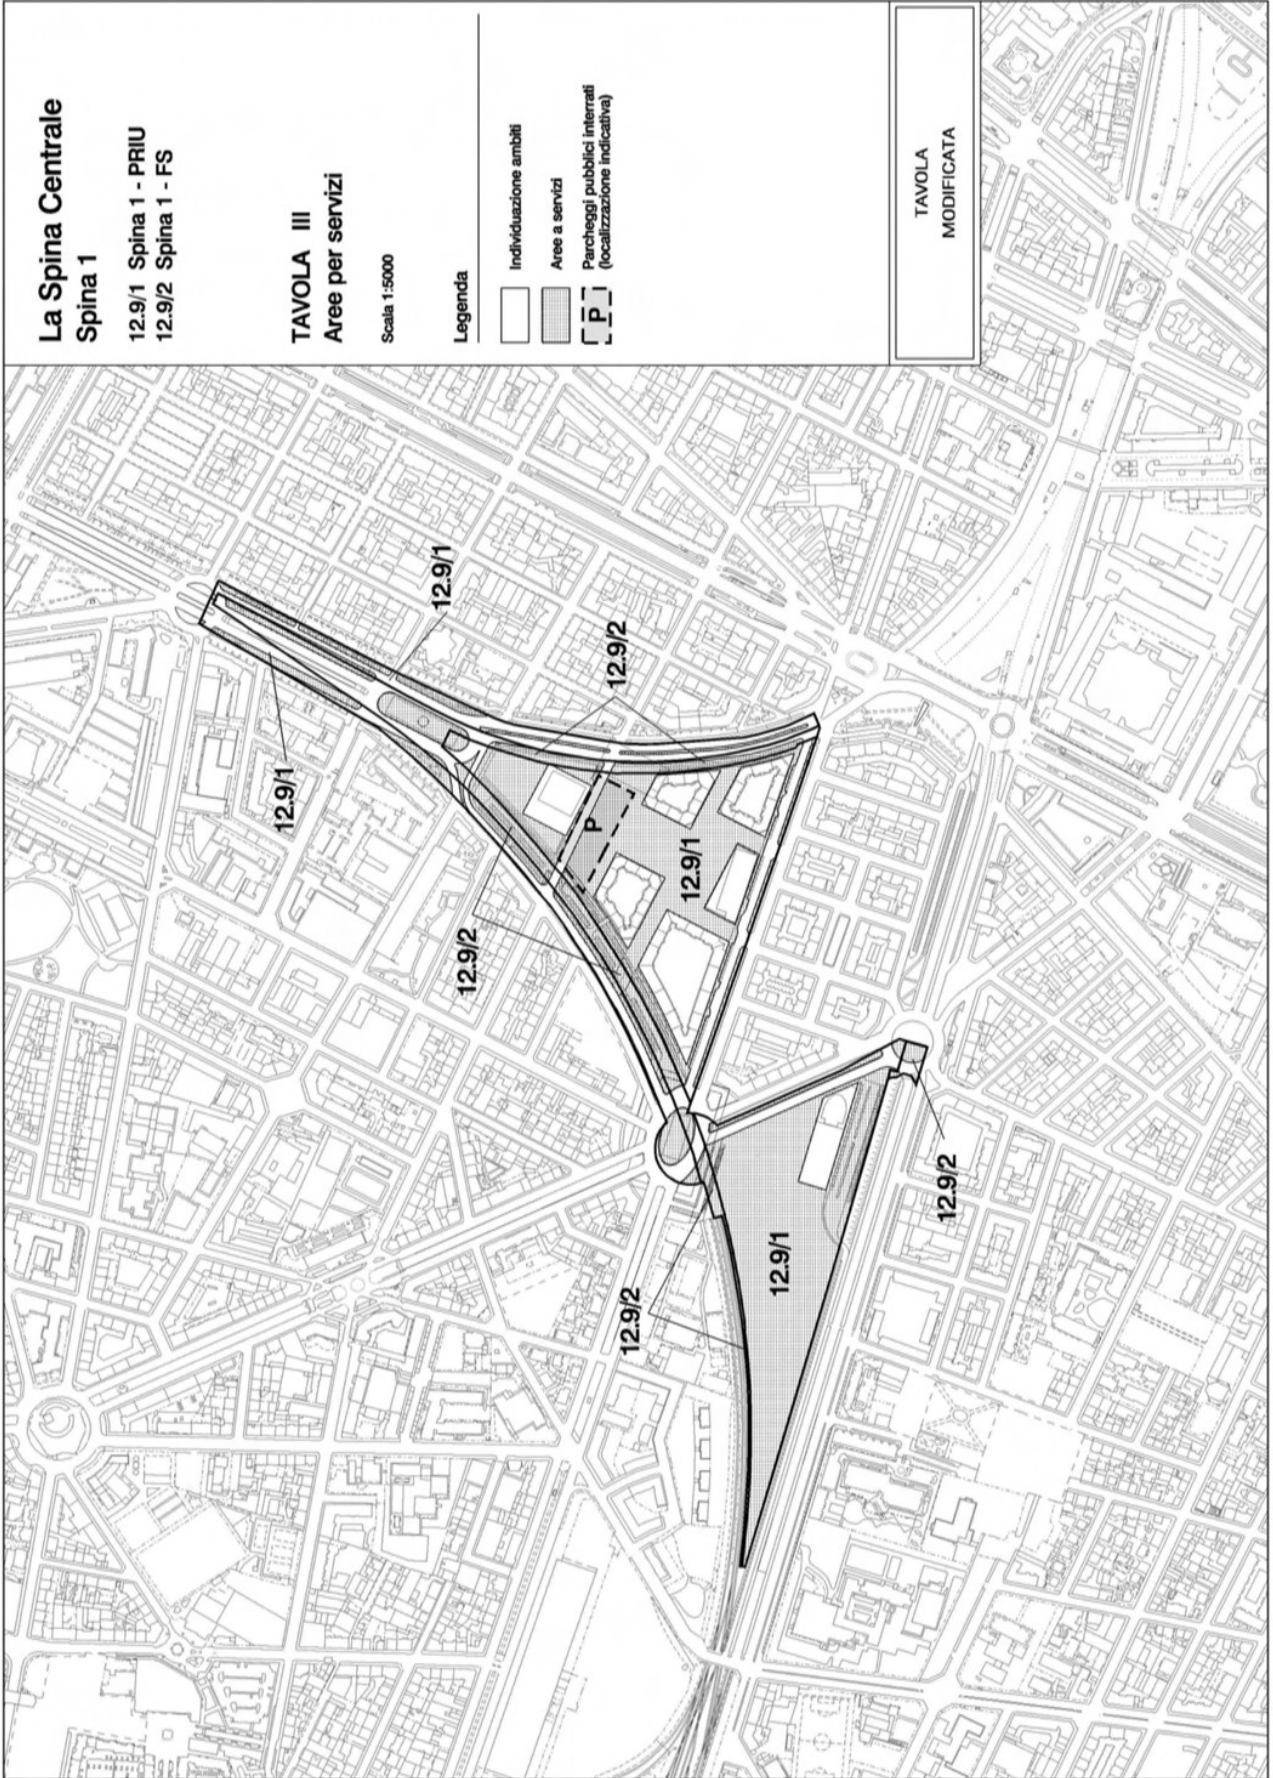 La Spina Centrale
Spina 1
12.9/1 Spina 1 - PRIU
12.9/2 Spina 1 - FS
TAVOLA III
Aree per servizi
Scala 1:5000
Legenda
Individuazione ambiti
Aree a servizi
P
Parcheggi pubblici interrati
(localizzazione indicativa)
TAVOLA
MODIFICATA
12.9/1
12.9/1
12.9/2
12.9/2
P
12.9/1
12.9/2
12.9/1
12.9/2